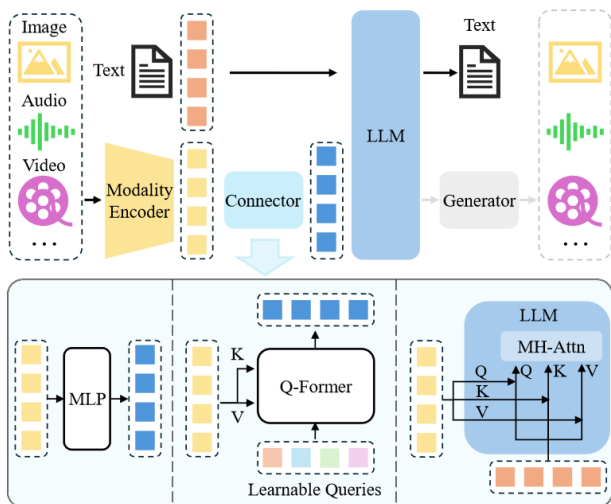 Image
Text
Text
Audio
LLM
Video
Modality
Encoder
Connector
Generator
...
...
MLP
K
V
Q-Former
Learnable Queries
LLM
MH-Attn
Q
K
V
Q
K
V